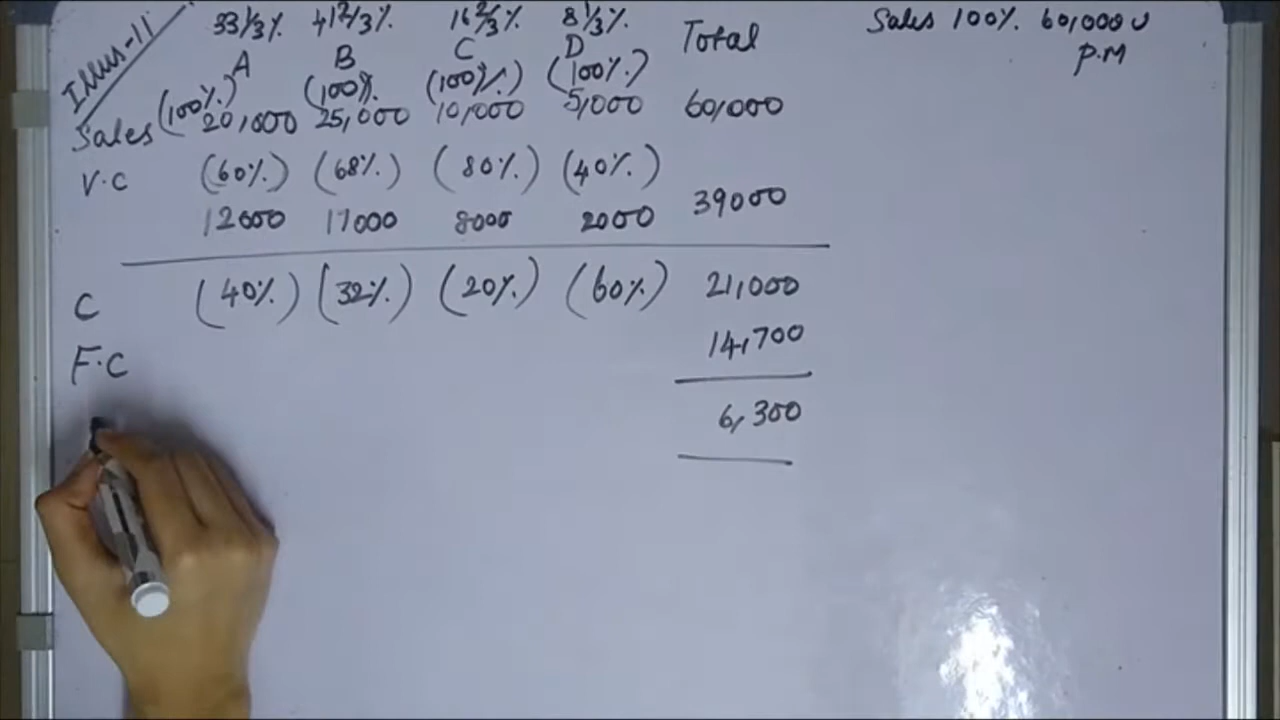 Illus-11
33 1/3 % 41 2/3 % 16 2/3 % 8 1/3 %
A B C D Total
(100%) (100%. (100%.) (100%.)
Sales 20,000 25,000 10,000 5,000 60,000
V.C (60%.) (68%.) (80%.) (40%.)
12000 17000 8000 2000 39000
C (40%.) (32%.) (20%.) (60%.) 21,000
F.C 14,700
6,300
Sales 100%. 60,000
P.M